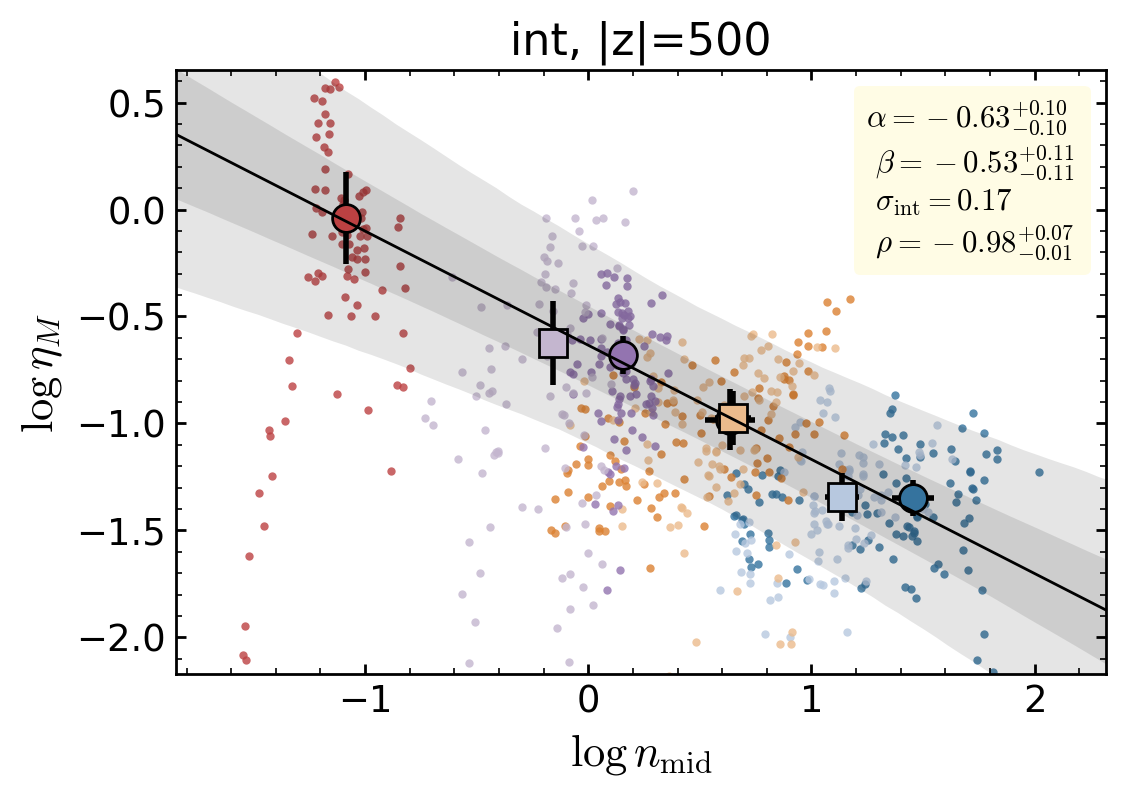 int, |z|=500
α = −0.63^{+0.10}_{−0.10}
β = −0.53^{+0.11}_{−0.11}
σ_int = 0.17
ρ = −0.98^{+0.07}_{−0.01}
log η_M
0.5
0.0
−0.5
−1.0
−1.5
−2.0
−1 0 1 2
log n_mid